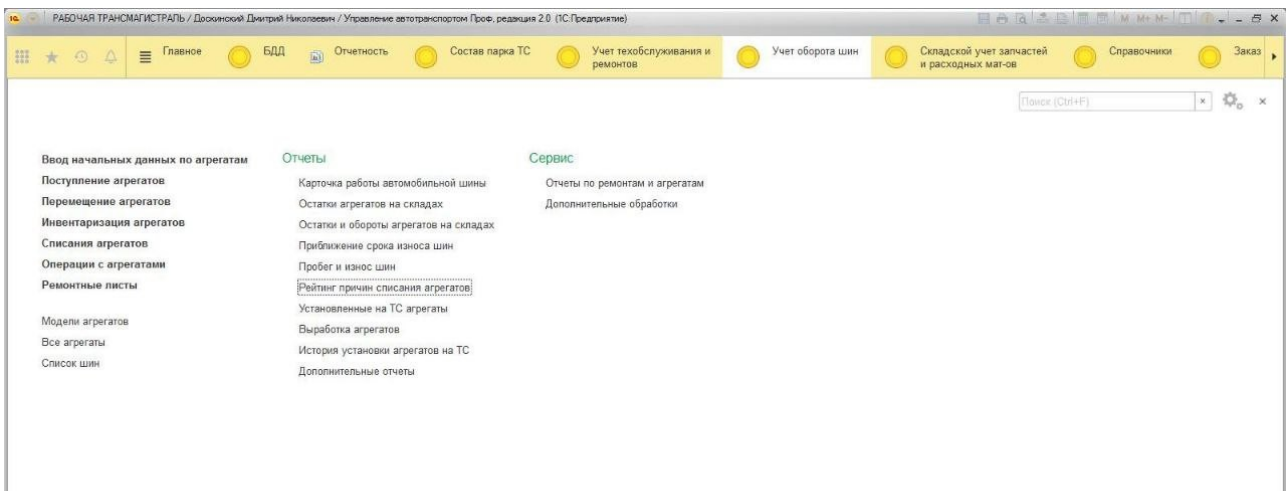 РАБОЧАЯ ТРАНСМАГИСТРАЛЬ / Доскинский Дмитрий Николаевич / Управление автотранспортом Проф, редакция 2.0 (1С:Предприятие)
M M+ M-
Главное
БДД
Отчетность
Состав парка ТС
Учет техобслуживания и
ремонтов
Учет оборота шин
Складской учет запчастей
и расходных мат-ов
Справочники
Заказ
Поиск (Ctrl+F)
Ввод начальных данных по агрегатам
Поступление агрегатов
Перемещение агрегатов
Инвентаризация агрегатов
Списания агрегатов
Операции с агрегатами
Ремонтные листы
Модели агрегатов
Все агрегаты
Список шин
Отчеты
Карточка работы автомобильной шины
Остатки агрегатов на складах
Остатки и обороты агрегатов на складах
Приближение срока износа шин
Пробег и износ шин
Рейтинг причин списания агрегатов
Установленные на ТС агрегаты
Выработка агрегатов
История установки агрегатов на ТС
Дополнительные отчеты
Сервис
Отчеты по ремонтам и агрегатам
Дополнительные обработки